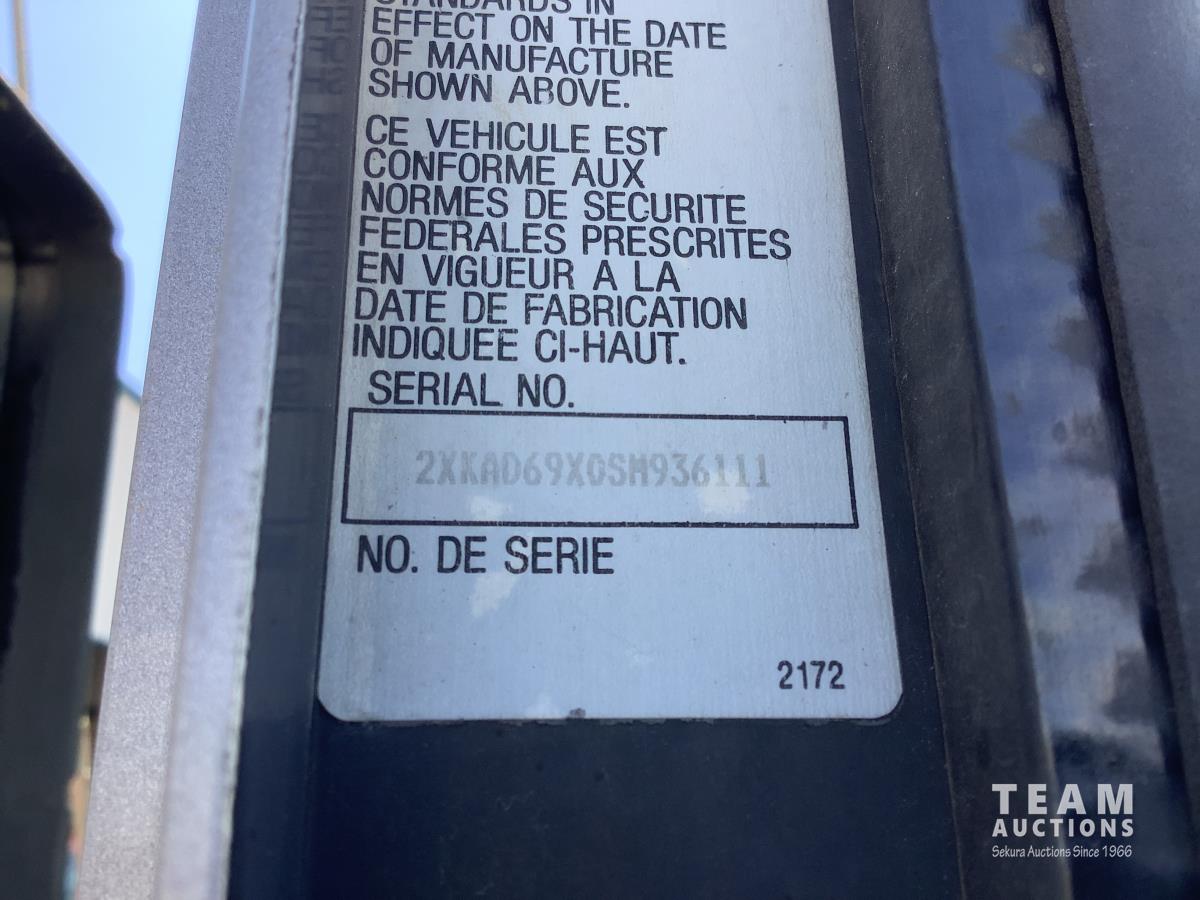 STANDARDS IN
EFFECT ON THE DATE
OF MANUFACTURE
SHOWN ABOVE.
CE VEHICULE EST
CONFORME AUX
NORMES DE SECURITE
FEDERALES PRESCRITES
EN VIGUEUR A LA
DATE DE FABRICATION
INDIQUEE CI-HAUT.
SERIAL NO.
2XKAD69X0SM936111
NO. DE SERIE
2172
TEAM
AUCTIONS
Sekura Auctions Since 1966